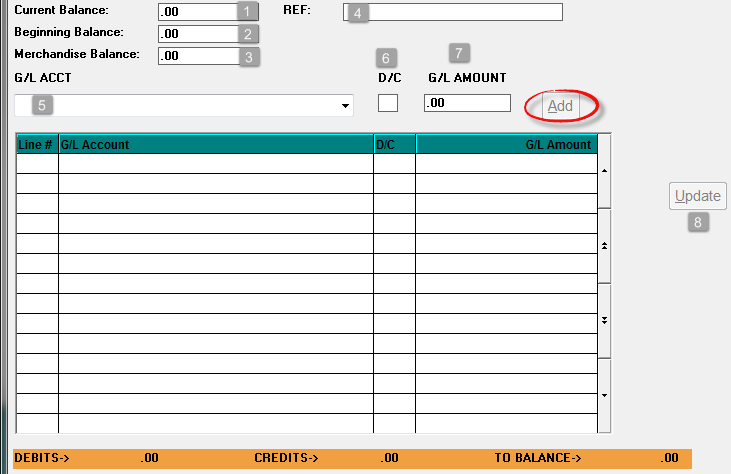 Current Balance: .00 1 REF: 4
Beginning Balance: .00 2
Merchandise Balance: .00 3
6 7
G/L ACCT D/C G/L AMOUNT
5 .00 Add
Line # G/L Account D/C G/L Amount
Update
8
DEBITS-> .00 CREDITS-> .00 TO BALANCE-> .00